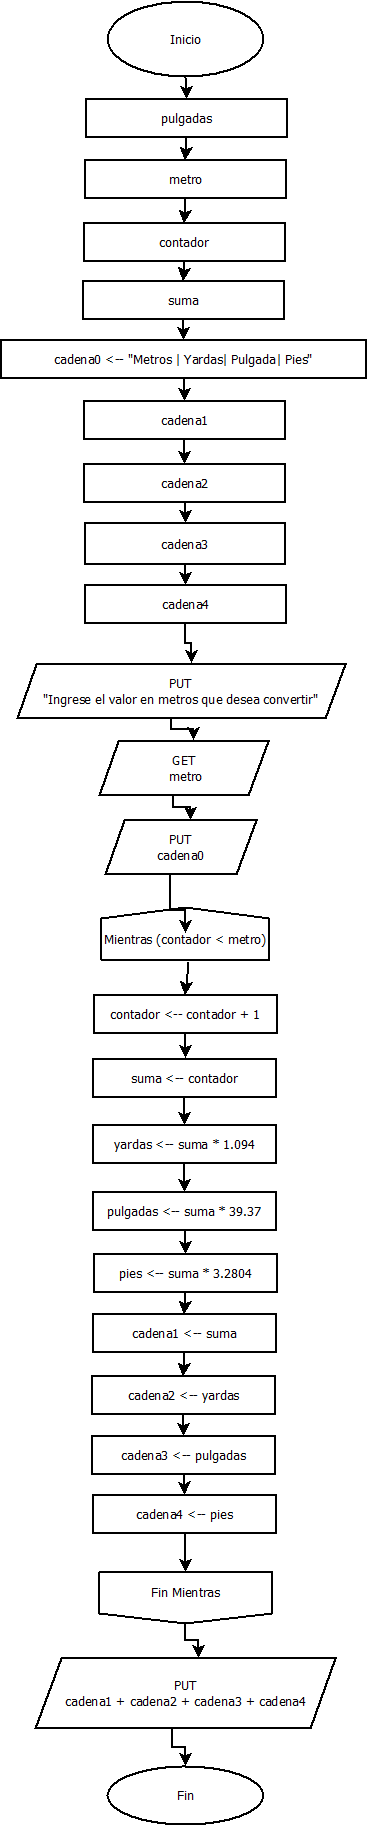 Inicio
pulgadas
metro
contador
suma
cadena0 <-- "Metros | Yardas| Pulgada| Pies"
cadena1
cadena2
cadena3
cadena4
PUT
"Ingrese el valor en metros que desea convertir"
GET
metro
PUT
cadena0
Mientras (contador < metro)
contador <-- contador + 1
suma <-- contador
yardas <-- suma * 1.094
pulgadas <-- suma * 39.37
pies <-- suma * 3.2804
cadena1 <-- suma
cadena2 <-- yardas
cadena3 <-- pulgadas
cadena4 <-- pies
Fin Mientras
PUT
cadena1 + cadena2 + cadena3 + cadena4
Fin